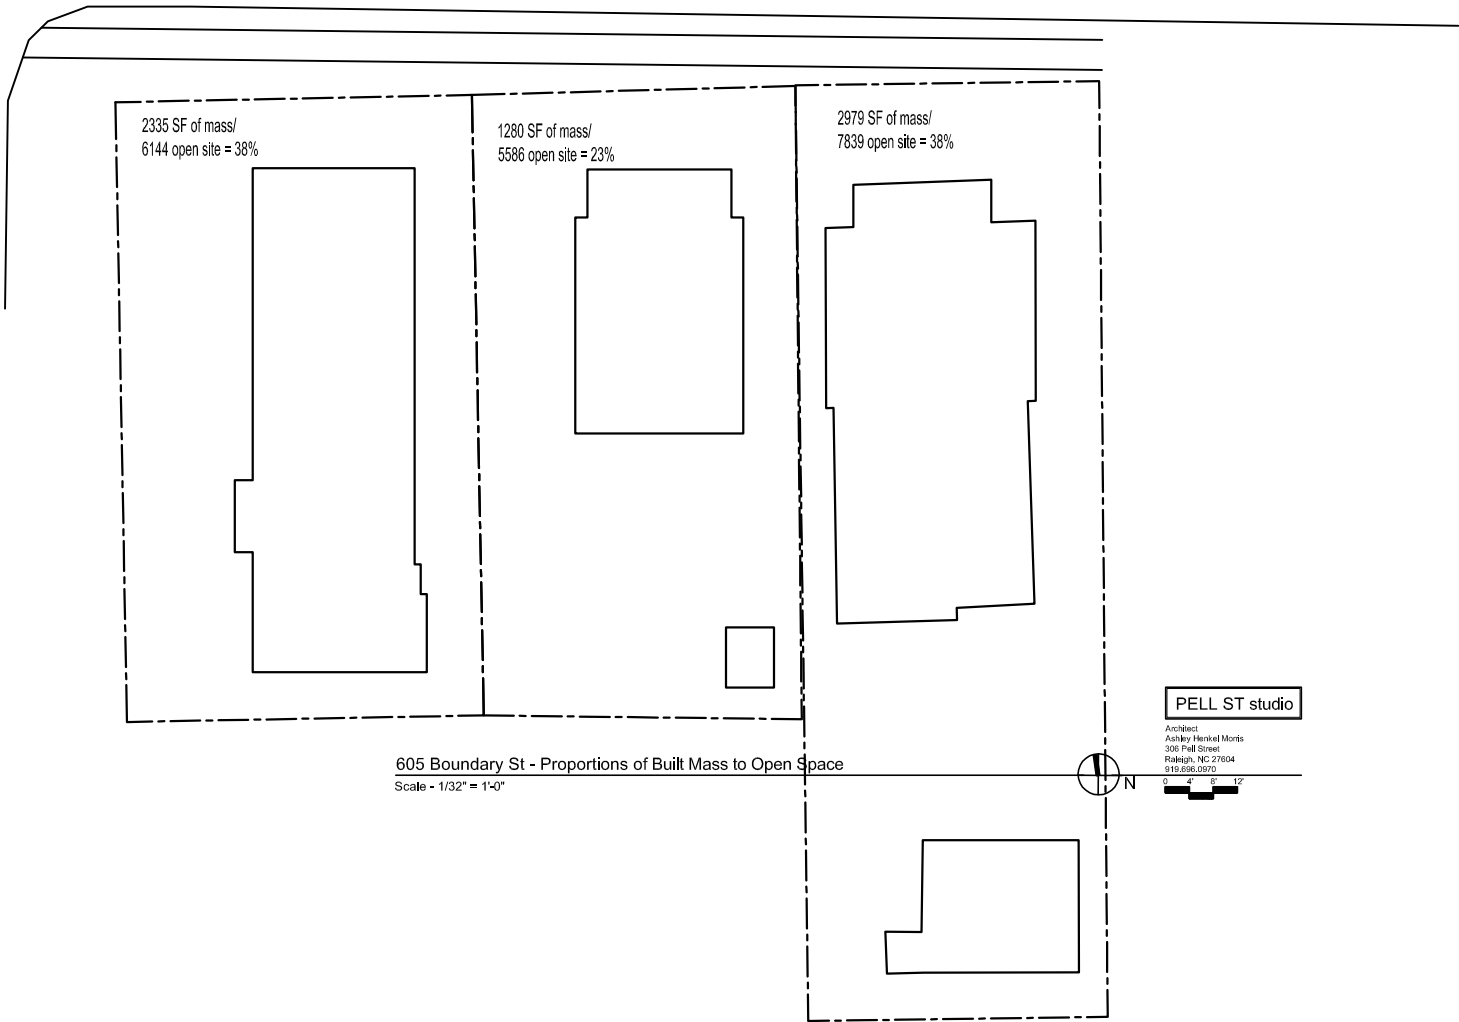 2335 SF of mass/
6144 open site = 38%
1280 SF of mass/
5586 open site = 23%
2979 SF of mass/
7839 open site = 38%
605 Boundary St - Proportions of Built Mass to Open Space
Scale - 1/32" = 1'-0"
N
PELL ST studio
Architect
Ashley Henkel Morris
306 Pell Street
Raleigh, NC 27604
919.696.0970
0 4' 8' 12'